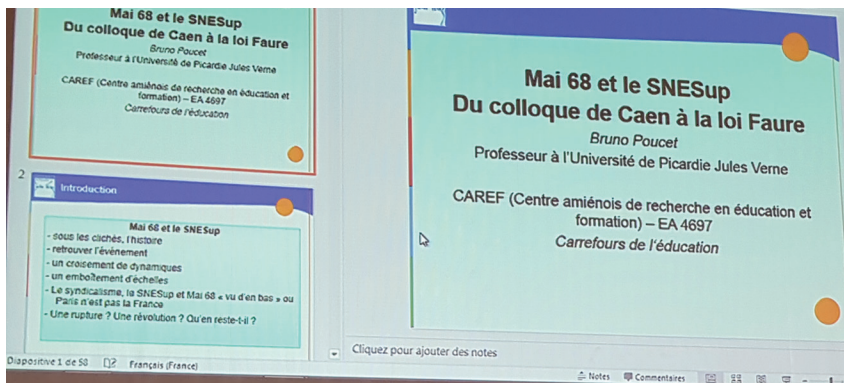 Mai 68 et le SNESup
Du colloque de Caen à la loi Faure
Bruno Poucet
Professeur à l'Université de Picardie Jules Verne
CAREF (Centre amiénois de recherche en éducation et
formation) – EA 4697
Carrefours de l'éducation
2
Introduction
Mai 68 et le SNESup
- sous les clichés, l'histoire
- retrouver l'événement
- un croisement de dynamiques
- un emboîtement d'échelles
- Le syndicalisme, le SNESup et Mai 68 « vu d'en bas » ou
Paris n'est pas la France
- Une rupture ? Une révolution ? Qu'en reste-t-il ?
Mai 68 et le SNESup
Du colloque de Caen à la loi Faure
Bruno Poucet
Professeur à l'Université de Picardie Jules Verne
CAREF (Centre amiénois de recherche en éducation et
formation) – EA 4697
Carrefours de l'éducation
Cliquez pour ajouter des notes
Diapositive 1 de 58 Français (France)
Notes Commentaires